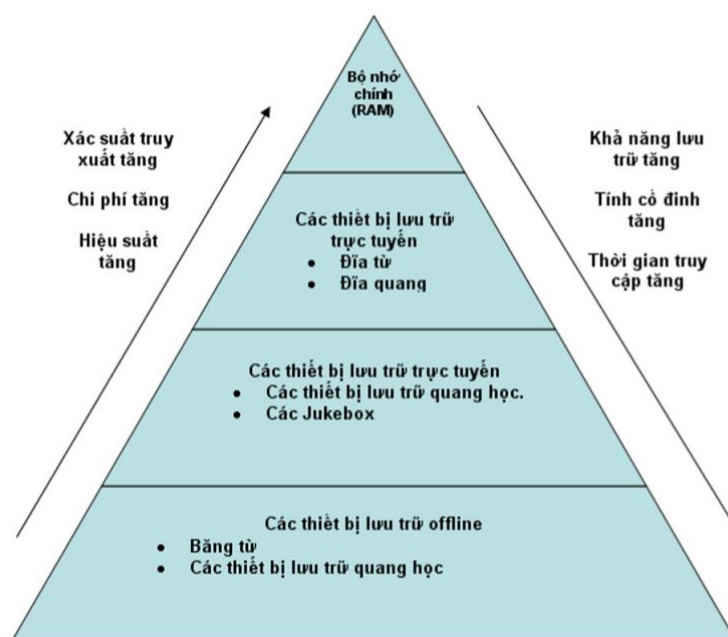 Bộ nhớ
chính
(RAM)
Xác suất truy
xuất tăng
Chi phí tăng
Hiệu suất
tăng
Khả năng lưu
trữ tăng
Tính cố đinh
tăng
Thời gian truy
cập tăng
Các thiết bị lưu trữ
trực tuyến
• Đĩa từ
• Đĩa quang
Các thiết bị lưu trữ trực tuyến
• Các thiết bị lưu trữ quang học.
• Các Jukebox
Các thiết bị lưu trữ offline
• Băng từ
• Các thiết bị lưu trữ quang học